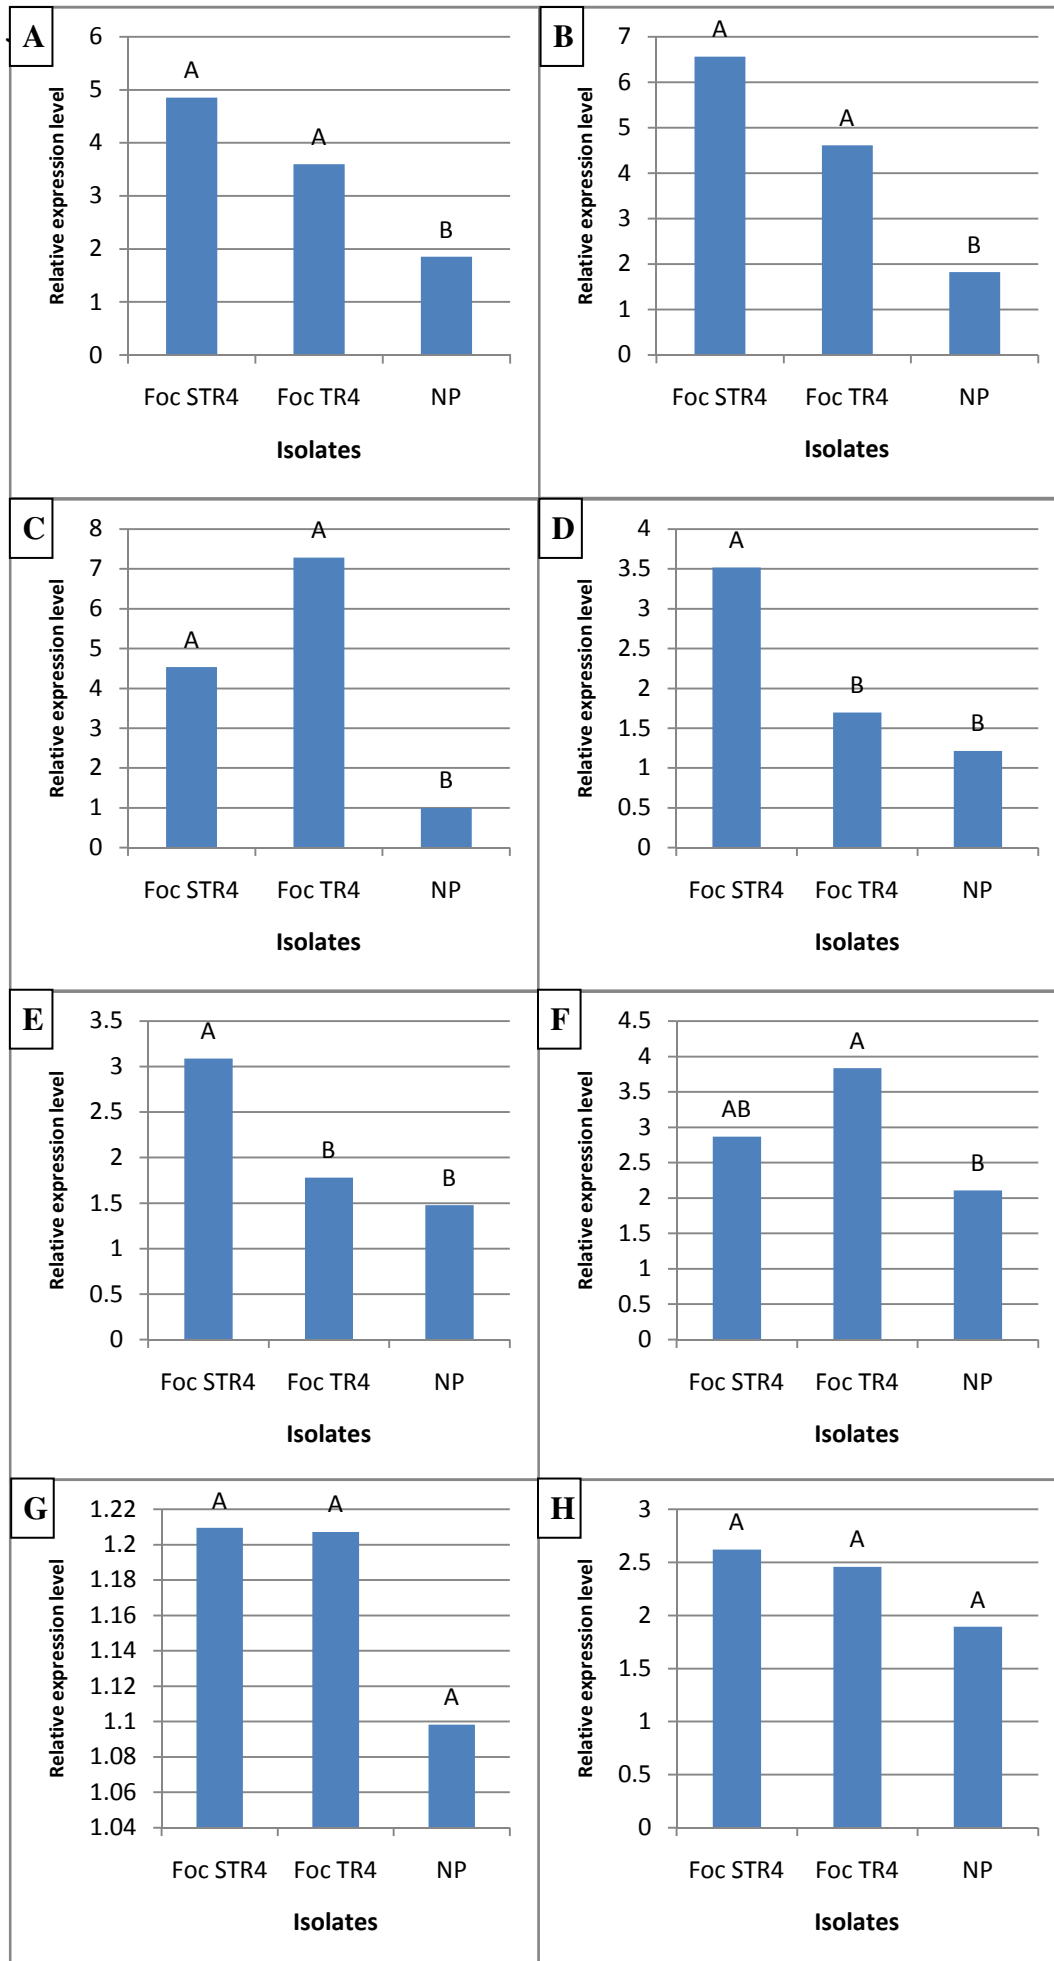 A
Relative expression level
6
5
4
3
2
1
0
A
A
B
Foc STR4 Foc TR4 NP
Isolates
B
Relative expression level
7
6
5
4
3
2
1
0
A
A
B
Foc STR4 Foc TR4 NP
Isolates
C
Relative expression level
8
7
6
5
4
3
2
1
0
A
A
B
Foc STR4 Foc TR4 NP
Isolates
D
Relative expression level
4
3.5
3
2.5
2
1.5
1
0.5
0
A
B
B
Foc STR4 Foc TR4 NP
Isolates
E
Relative expression level
3.5
3
2.5
2
1.5
1
0.5
0
A
B
B
Foc STR4 Foc TR4 NP
Isolates
F
Relative expression level
4.5
4
3.5
3
2.5
2
1.5
1
0.5
0
AB
A
B
Foc STR4 Foc TR4 NP
Isolates
G
Relative expression level
1.22
1.2
1.18
1.16
1.14
1.12
1.1
1.08
1.06
1.04
A
A
A
Foc STR4 Foc TR4 NP
Isolates
H
Relative expression level
3
2.5
2
1.5
1
0.5
0
A
A
A
Foc STR4 Foc TR4 NP
Isolates